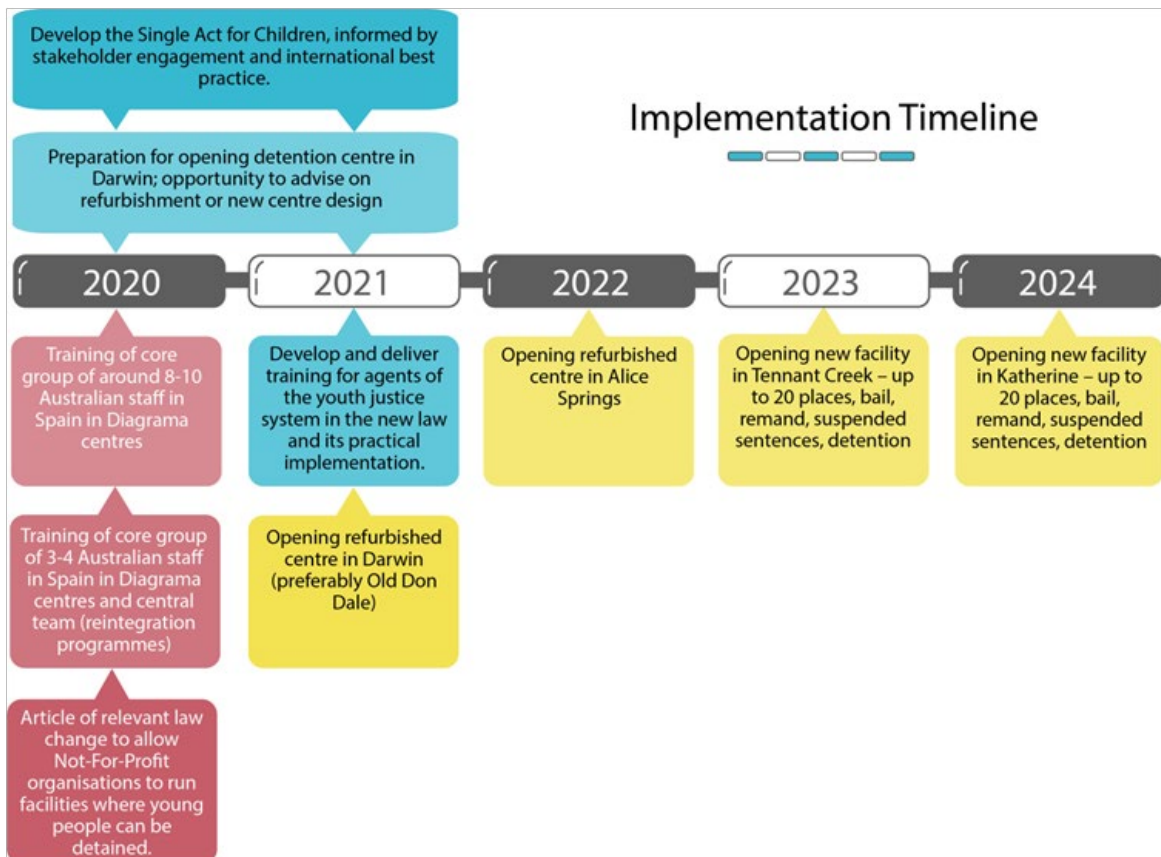 Develop the Single Act for Children, informed by
stakeholder engagement and international best
practice.
Implementation Timeline
Preparation for opening detention centre in
Darwin; opportunity to advise on
refurbishment or new centre design
2020
2021
2022
2023
2024
Training of core
group of around 8-10
Australian staff in
Spain in Diagrama
centres
Develop and deliver
training for agents of
the youth justice
system in the new law
and its practical
implementation.
Opening refurbished
centre in Alice
Springs
Opening new facility
in Tennant Creek – up
to 20 places, bail,
remand, suspended
sentences, detention
Opening new facility
in Katherine – up to
20 places, bail,
remand, suspended
sentences, detention
Training of core group
of 3-4 Australian staff
in Spain in Diagrama
centres and central
team (reintegration
programmes)
Opening refurbished
centre in Darwin
(preferably Old Don
Dale)
Article of relevant law
change to allow
Not-For-Profit
organisations to run
facilities where young
people can be
detained.